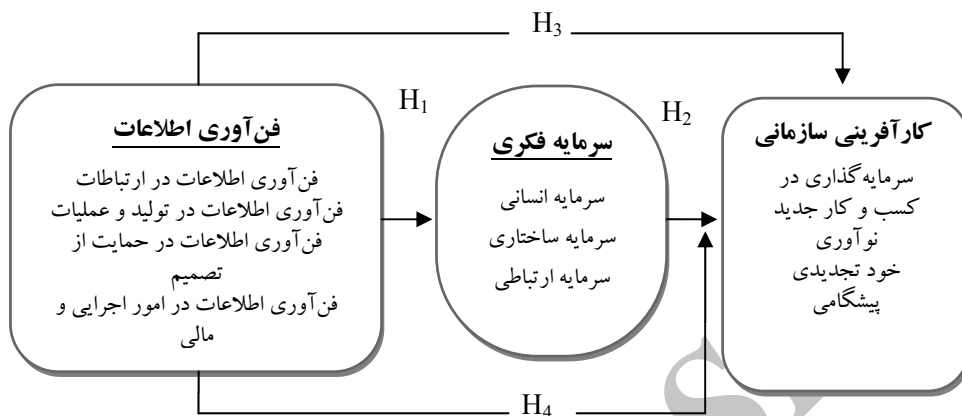 H3
H1
H2
فن‌آوری اطلاعات
فن‌آوری اطلاعات در ارتباطات
فن‌آوری اطلاعات در تولید و عملیات
فن‌آوری اطلاعات در حمایت از
تصمیم
فن‌آوری اطلاعات در امور اجرایی و
مالی
سرمایه فکری
سرمایه انسانی
سرمایه ساختاری
سرمایه ارتباطی
کارآفرینی سازمانی
سرمایه‌گذاری در
کسب و کار جدید
نوآوری
خود تجدیدی
پیشگامی
H4